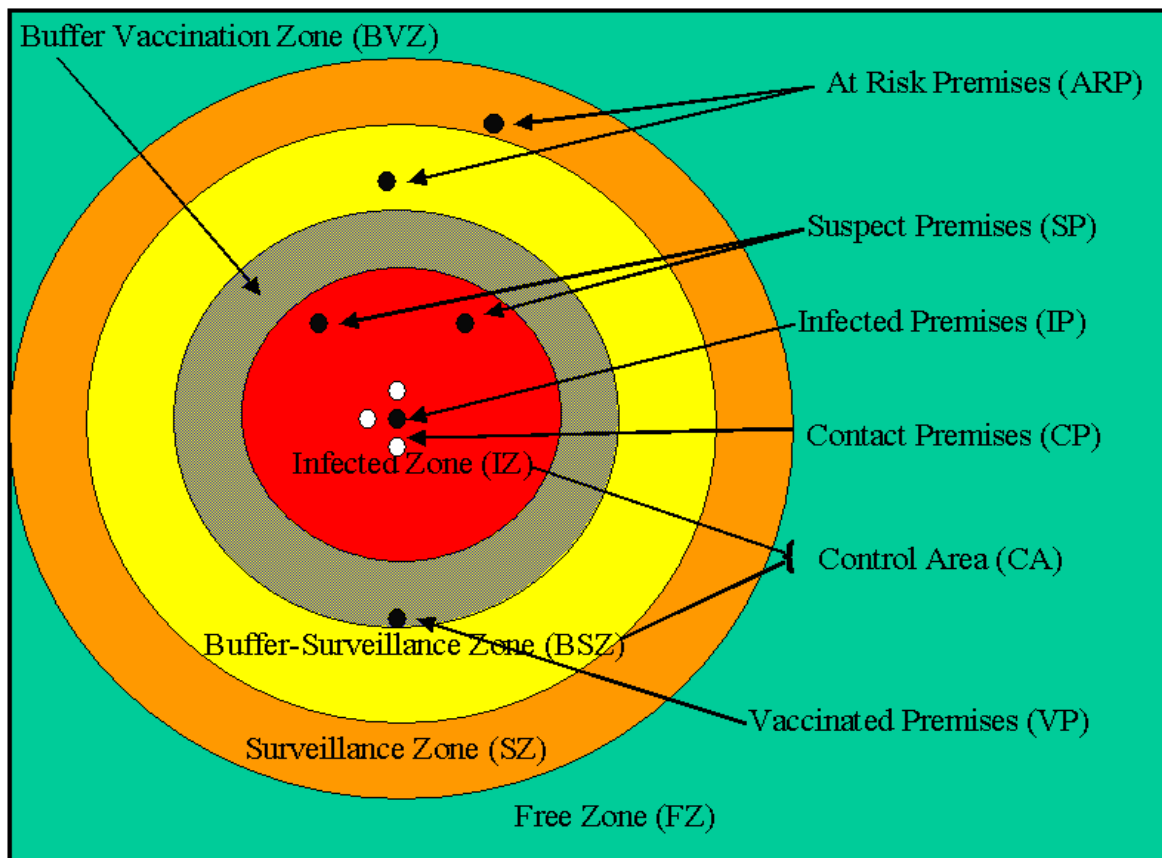 Buffer Vaccination Zone (BVZ)
At Risk Premises (ARP)
Suspect Premises (SP)
Infected Premises (IP)
Contact Premises (CP)
Infected Zone (IZ)
Control Area (CA)
Buffer-Surveillance Zone (BSZ)
Vaccinated Premises (VP)
Surveillance Zone (SZ)
Free Zone (FZ)